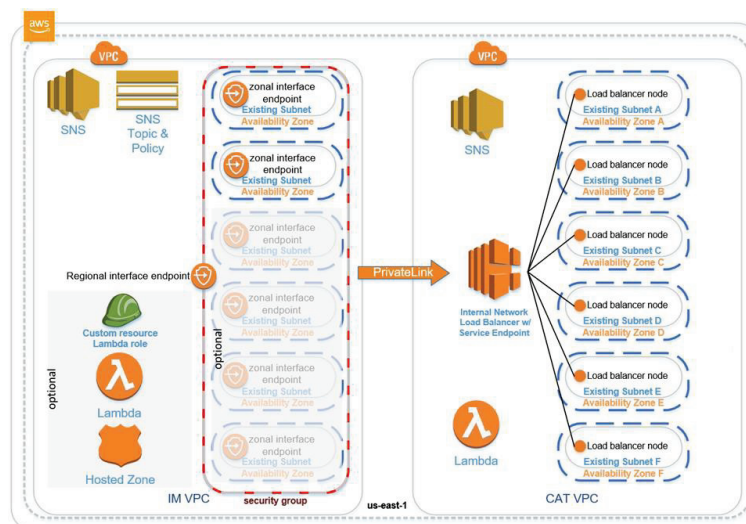 aws
VPC
SNS
SNS
Topic &
Policy
zonal interface
endpoint
Existing Subnet
Availability Zone
zonal interface
endpoint
Existing Subnet
Availability Zone
zonal interface
endpoint
Existing Subnet
Availability Zone
zonal interface
endpoint
Existing Subnet
Availability Zone
zonal interface
endpoint
Existing Subnet
Availability Zone
zonal interface
endpoint
Existing Subnet
Availability Zone
optional
Regional interface endpoint
optional
Custom resource
Lambda role
Lambda
Hosted Zone
IM VPC
security group
us-east-1
PrivateLink
VPC
SNS
Internal Network
Load Balancer w/
Service Endpoint
Lambda
Load balancer node
Existing Subnet A
Availability Zone A
Load balancer node
Existing Subnet B
Availability Zone B
Load balancer node
Existing Subnet C
Availability Zone C
Load balancer node
Existing Subnet D
Availability Zone D
Load balancer node
Existing Subnet E
Availability Zone E
Load balancer node
Existing Subnet F
Availability Zone F
CAT VPC